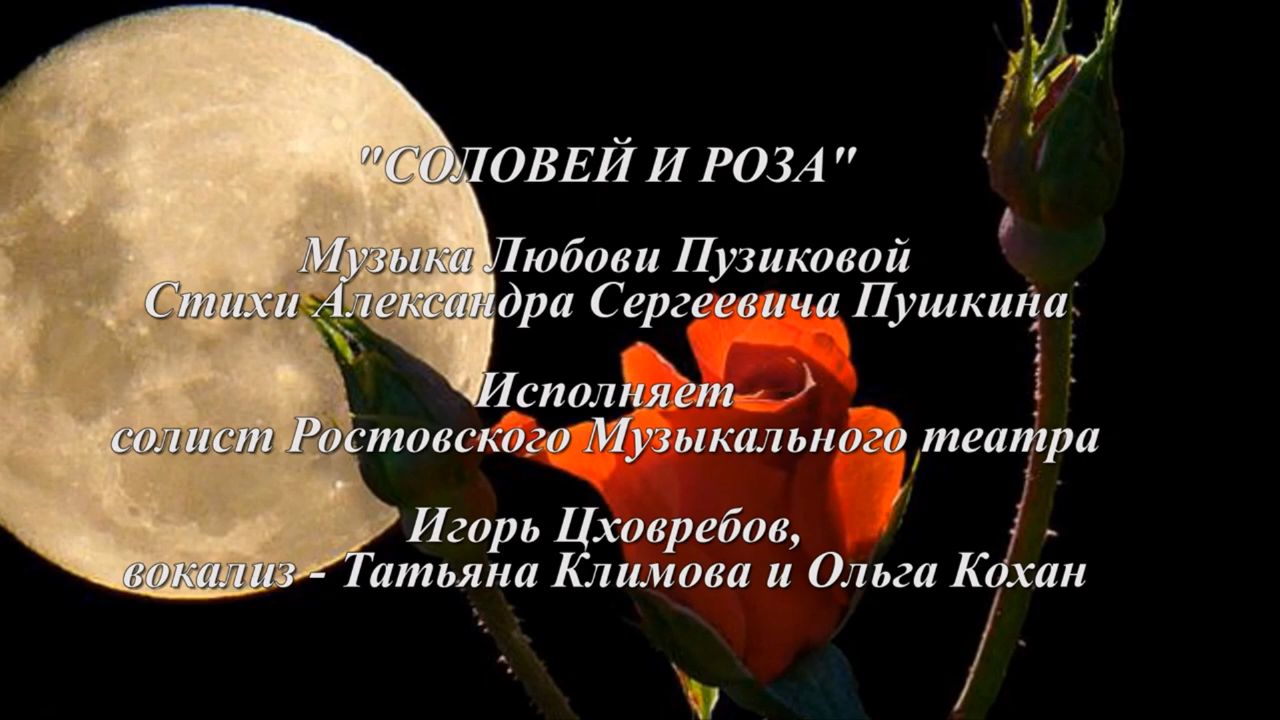 "СОЛОВЕЙ И РОЗА"
Музыка Любови Пузиковой
Стихи Александра Сергеевича Пушкина
Исполняет
солист Ростовского Музыкального театра
Игорь Цховребов,
вокализ - Татьяна Климова и Ольга Кохан